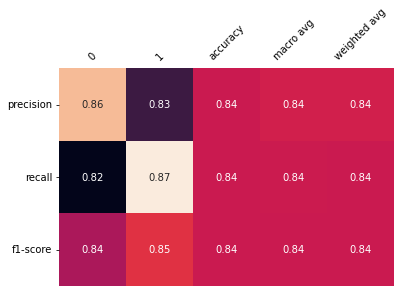 0 1 accuracy macro avg weighted avg
precision 0.86 0.83 0.84 0.84 0.84
recall 0.82 0.87 0.84 0.84 0.84
f1-score 0.84 0.85 0.84 0.84 0.84